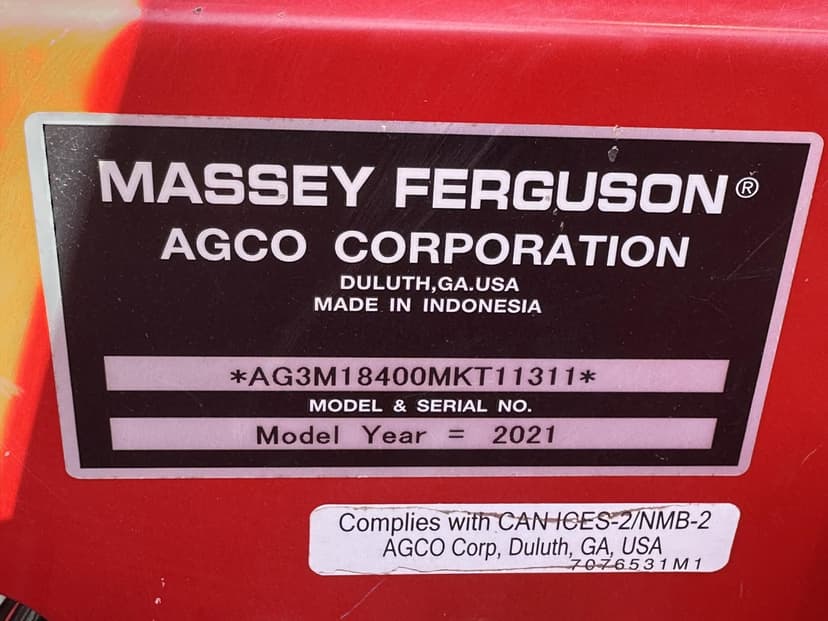 MASSEY FERGUSON®
AGCO CORPORATION
DULUTH,GA.USA
MADE IN INDONESIA
*AG3M18400MKT11311*
MODEL & SERIAL NO.
Model Year = 2021
Complies with CAN ICES-2/NMB-2
AGCO Corp, Duluth, GA, USA
7076531M1